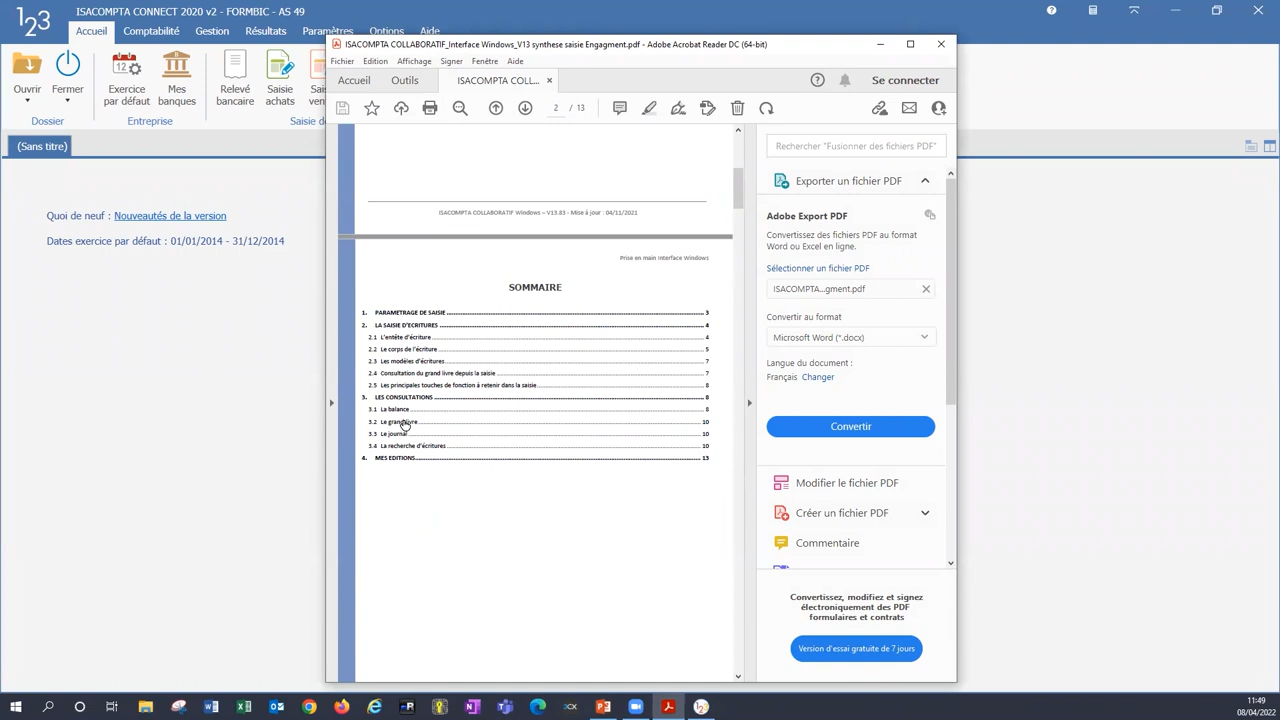 ISACOMPTA CONNECT - V13.90 - FORMBIC - AS 49
Accueil Comptabilité Gestion Résultats Paramètres Outils
Ouvrir
Fermer
Dossier
Exercice par défaut
Mes banques
Entreprise
Relevé bancaire
Saisie achats
(Sans titre)
Quoi de neuf : Nouveautés de la version
Dates exercice par défaut : 01/01/2014 - 31/12/2014
ISACOMPTA COLLABORATIF_Interface Windows_V13 synthese saisie Engagment.pdf - Adobe Acrobat Reader DC (64-bit)
Fichier Edition Affichage Signer Fenêtre Aide
Accueil Outils ISACOMPTA COLL... Se connecter
2 / 13
ISACOMPTA COLLABORATIF Windows – V13.83 - Mise à jour : 04/11/2021
Prise en main Interface Windows
SOMMAIRE
1. PARAMETRAGE DE SAISIE 3
2. LA SAISIE D'ECRITURES 4
2.1 L'entête d'écriture 4
2.2 Le corps de l'écriture 5
2.3 Les modèles d'écritures 7
2.4 Consultation du grand livre depuis la saisie 7
2.5 Les principales touches de fonction à retenir dans la saisie 8
3. LES CONSULTATIONS 8
3.1 La balance 8
3.2 Le grand livre 10
3.3 Le journal 10
3.4 La recherche d'écritures 10
4. MES EDITIONS 13
Rechercher "Fusionner des fichiers PDF"
Exporter un fichier PDF
Adobe Export PDF
Convertissez des fichiers PDF au format
Word ou Excel en ligne.
Sélectionner un fichier PDF
ISACOMPTA...gment.pdf
Convertir au format
Microsoft Word (*.docx)
Langue du document :
Français Changer
Convertir
Modifier le fichier PDF
Créer un fichier PDF
Commentaire
Convertissez, modifiez et signez
électroniquement des PDF
formulaires et contrats
Version d'essai gratuite de 7 jours
11:49
08/04/2022